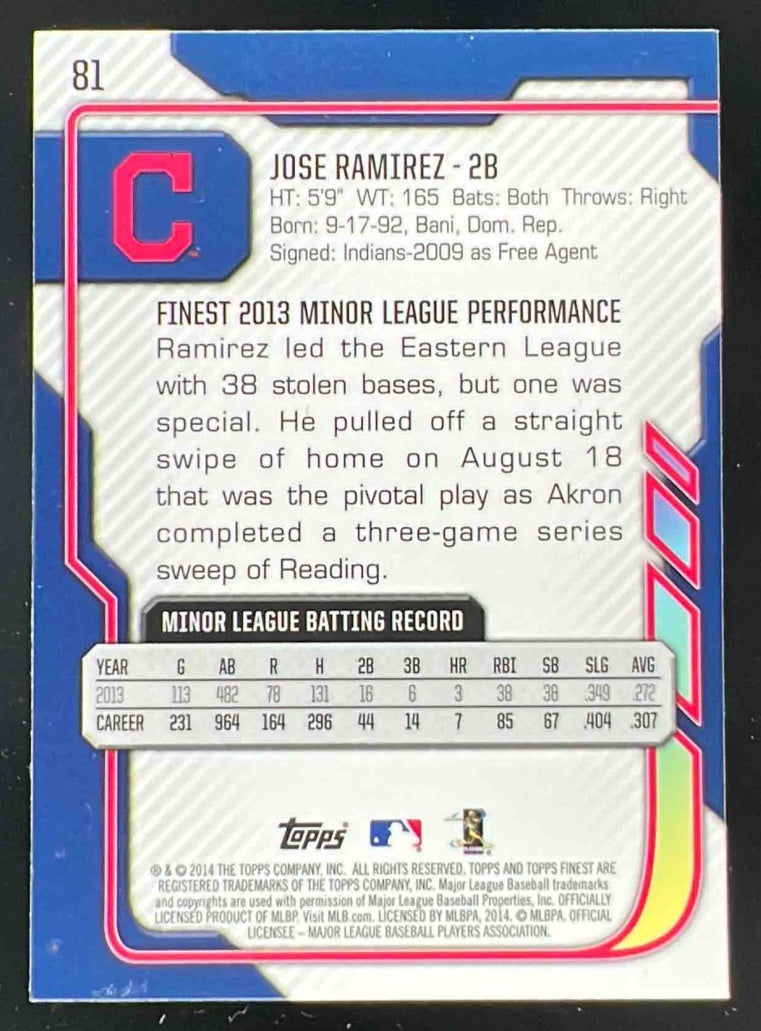 81
C
JOSE RAMIREZ - 2B
HT: 5'9" WT: 165 Bats: Both Throws: Right
Born: 9-17-92, Bani, Dom. Rep.
Signed: Indians-2009 as Free Agent
FINEST 2013 MINOR LEAGUE PERFORMANCE
Ramirez led the Eastern League
with 38 stolen bases, but one was
special. He pulled off a straight
swipe of home on August 18
that was the pivotal play as Akron
completed a three-game series
sweep of Reading.
MINOR LEAGUE BATTING RECORD
YEAR G AB R H 2B 3B HR RBI SB SLG AVG
2013 113 482 78 131 16 6 3 38 38 .349 .272
CAREER 231 964 164 296 44 14 7 85 67 .404 .307
Topps
® & © 2014 THE TOPPS COMPANY, INC. ALL RIGHTS RESERVED. TOPPS AND TOPPS FINEST ARE
REGISTERED TRADEMARKS OF THE TOPPS COMPANY, INC. Major League Baseball trademarks
and copyrights are used with permission of Major League Baseball Properties, Inc. OFFICIALLY
LICENSED PRODUCT OF MLBP. Visit MLB.com. LICENSED BY MLBPA, 2014. © MLBPA. OFFICIAL
LICENSEE – MAJOR LEAGUE BASEBALL PLAYERS ASSOCIATION.